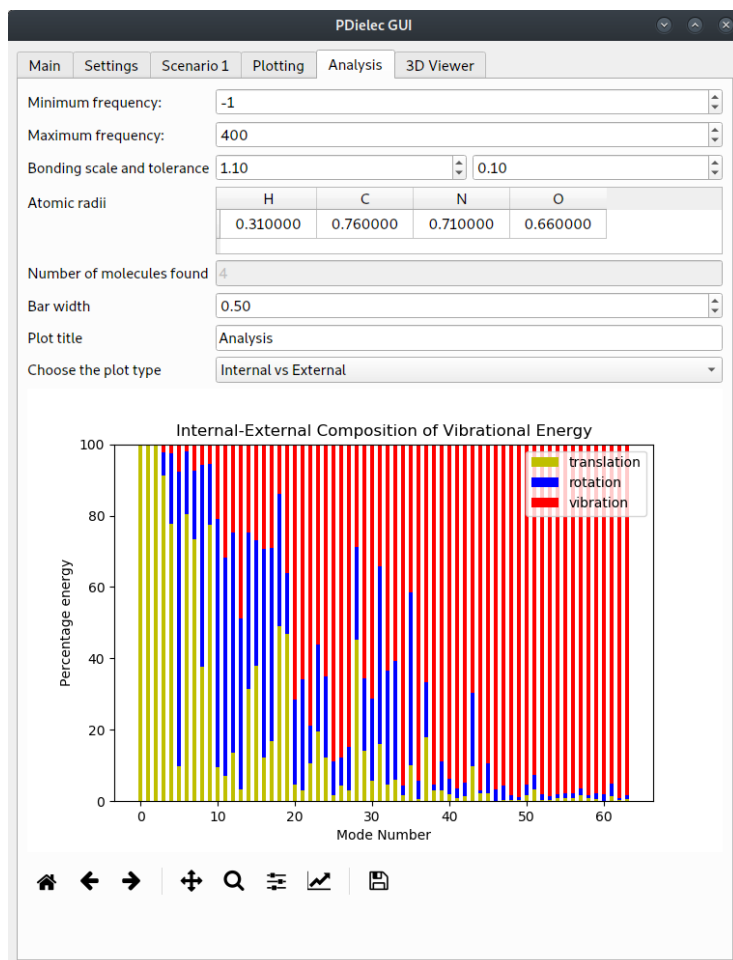 PDielec GUI
Main Settings Scenario 1 Plotting Analysis 3D Viewer
Minimum frequency: -1
Maximum frequency: 400
Bonding scale and tolerance 1.10 0.10
Atomic radii H C N O
0.310000 0.760000 0.710000 0.660000
Number of molecules found 4
Bar width 0.50
Plot title Analysis
Choose the plot type Internal vs External
Internal-External Composition of Vibrational Energy
100
translation
rotation
vibration
80
60
Percentage energy
40
20
0
0 10 20 30 40 50 60
Mode Number